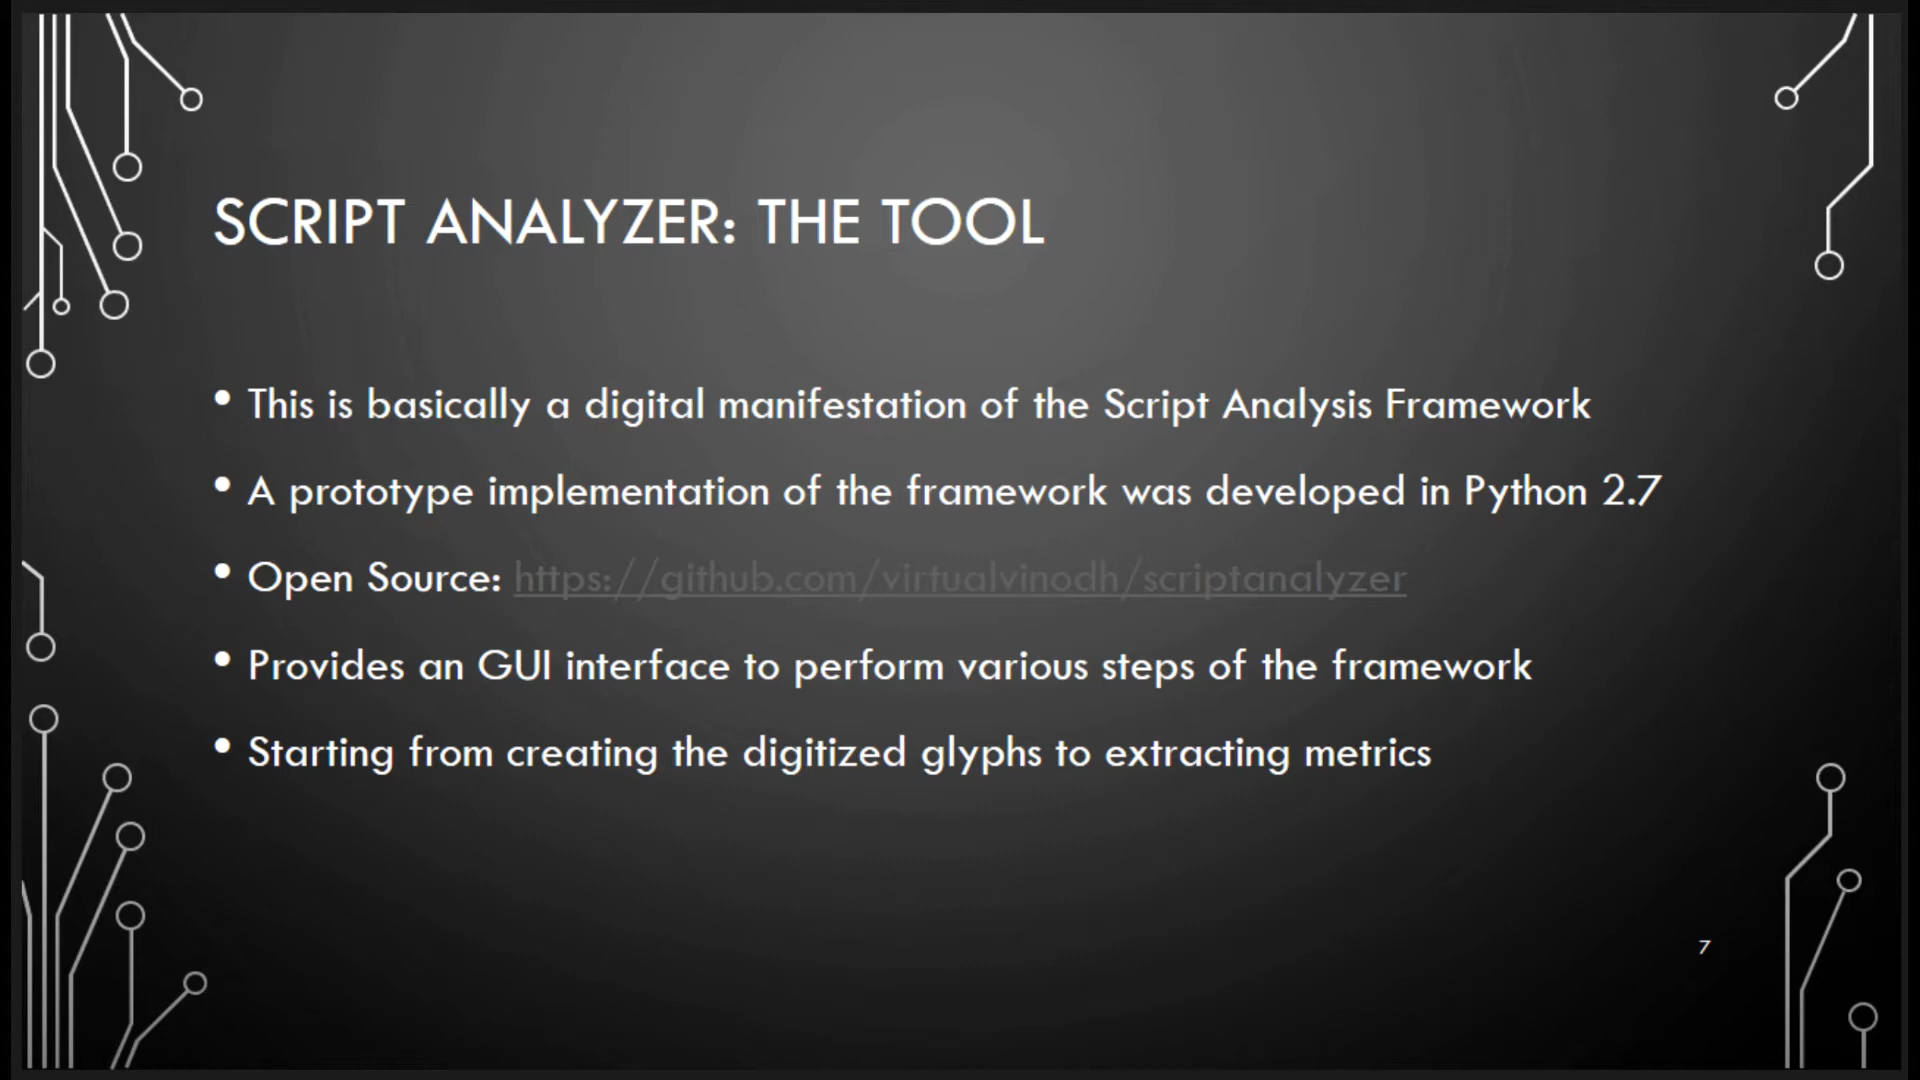 SCRIPT ANALYZER: THE TOOL
• This is basically a digital manifestation of the Script Analysis Framework
• A prototype implementation of the framework was developed in Python 2.7
• Open Source: https://github.com/virtualvinodh/scriptanalyzer
• Provides an GUI interface to perform various steps of the framework
• Starting from creating the digitized glyphs to extracting metrics
7